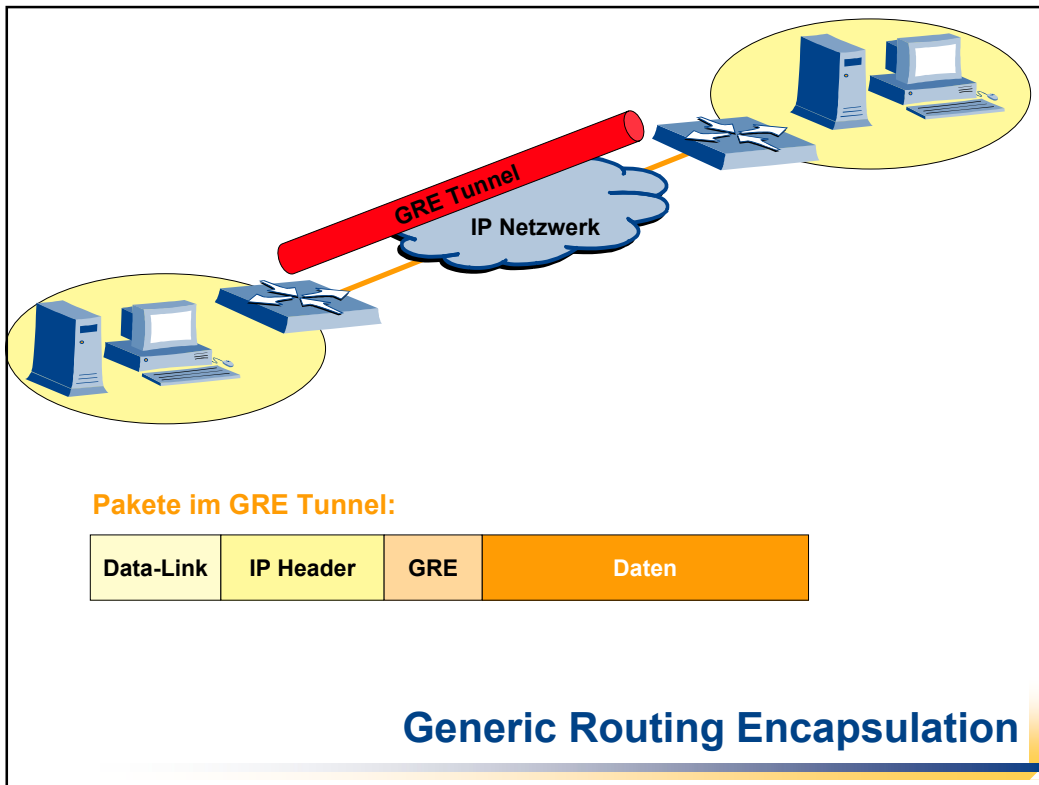 GRE Tunnel
IP Netzwerk
Pakete im GRE Tunnel:
Data-Link IP Header GRE Daten
Generic Routing Encapsulation